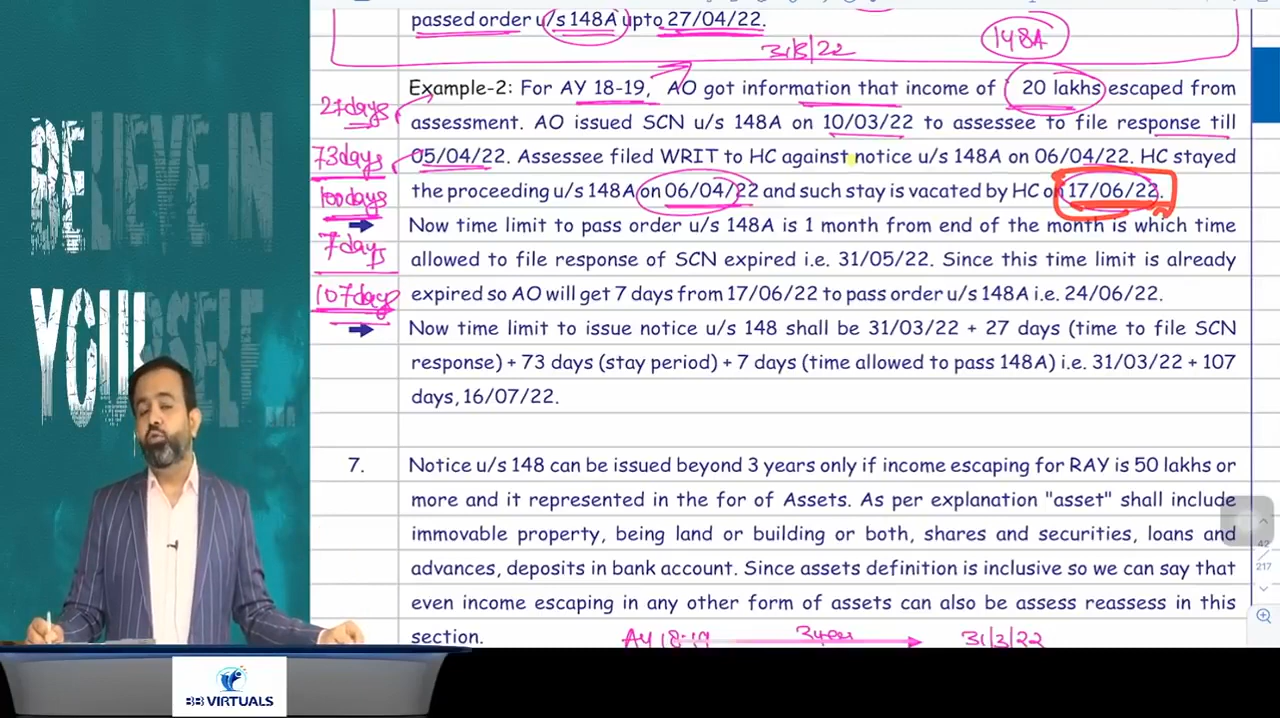 passed order u/s 148A upto 27/04/22.
31/5/22
148A
Example-2: For AY 18-19, AO got information that income of 20 lakhs escaped from
27days
assessment. AO issued SCN u/s 148A on 10/03/22 to assessee to file response till
73days
05/04/22. Assessee filed WRIT to HC against notice u/s 148A on 06/04/22. HC stayed
100days
the proceeding u/s 148A on 06/04/22 and such stay is vacated by HC on 17/06/22.
Now time limit to pass order u/s 148A is 1 month from end of the month is which time
7days
allowed to file response of SCN expired i.e. 31/05/22. Since this time limit is already
107days
expired so AO will get 7 days from 17/06/22 to pass order u/s 148A i.e. 24/06/22.
Now time limit to issue notice u/s 148 shall be 31/03/22 + 27 days (time to file SCN
response) + 73 days (stay period) + 7 days (time allowed to pass 148A) i.e. 31/03/22 + 107
days, 16/07/22.
7. Notice u/s 148 can be issued beyond 3 years only if income escaping for RAY is 50 lakhs or
more and it represented in the for of Assets. As per explanation "asset" shall include
immovable property, being land or building or both, shares and securities, loans and
advances, deposits in bank account. Since assets definition is inclusive so we can say that
even income escaping in any other form of assets can also be assess reassess in this
section.
AY 18-19 3year 31/3/22
42
217
BELIEVE IN
YOURSELF...
BB VIRTUALS